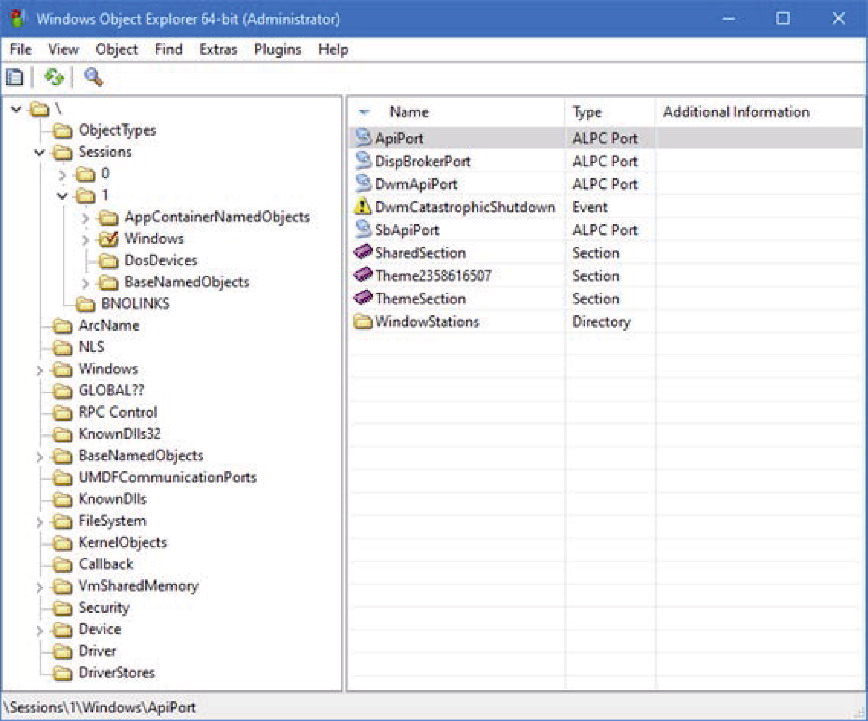 Windows Object Explorer 64-bit (Administrator)
File View Object Find Extras Plugins Help
\
ObjectTypes
Sessions
0
1
AppContainerNamedObjects
Windows
DosDevices
BaseNamedObjects
BNOLINKS
ArcName
NLS
Windows
GLOBAL??
RPC Control
KnownDlls32
BaseNamedObjects
UMDFCommunicationPorts
KnownDlls
FileSystem
KernelObjects
Callback
VmSharedMemory
Security
Device
Driver
DriverStores
Name Type Additional Information
ApiPort ALPC Port
DispBrokerPort ALPC Port
DwmApiPort ALPC Port
DwmCatastrophicShutdown Event
SbApiPort ALPC Port
SharedSection Section
Theme2358616507 Section
ThemeSection Section
WindowStations Directory
\Sessions\1\Windows\ApiPort